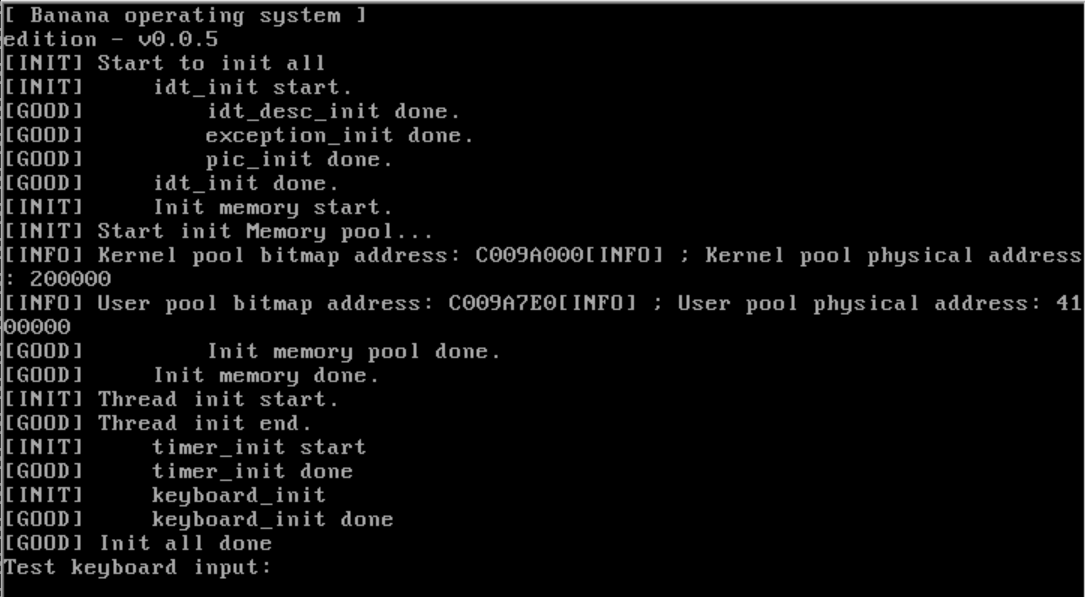 [ Banana operating system ]
edition - v0.0.5
[INIT] Start to init all
[INIT]     idt_init start.
[GOOD]         idt_desc_init done.
[GOOD]         exception_init done.
[GOOD]         pic_init done.
[GOOD]     idt_init done.
[INIT]     Init memory start.
[INIT] Start init Memory pool...
[INFO] Kernel pool bitmap address: C009A000[INFO] ; Kernel pool physical address
: 200000
[INFO] User pool bitmap address: C009A7E0[INFO] ; User pool physical address: 41
00000
[GOOD]         Init memory pool done.
[GOOD]     Init memory done.
[INIT] Thread init start.
[GOOD] Thread init end.
[INIT]     timer_init start
[GOOD]     timer_init done
[INIT]     keyboard_init
[GOOD]     keyboard_init done
[GOOD] Init all done
Test keyboard input: